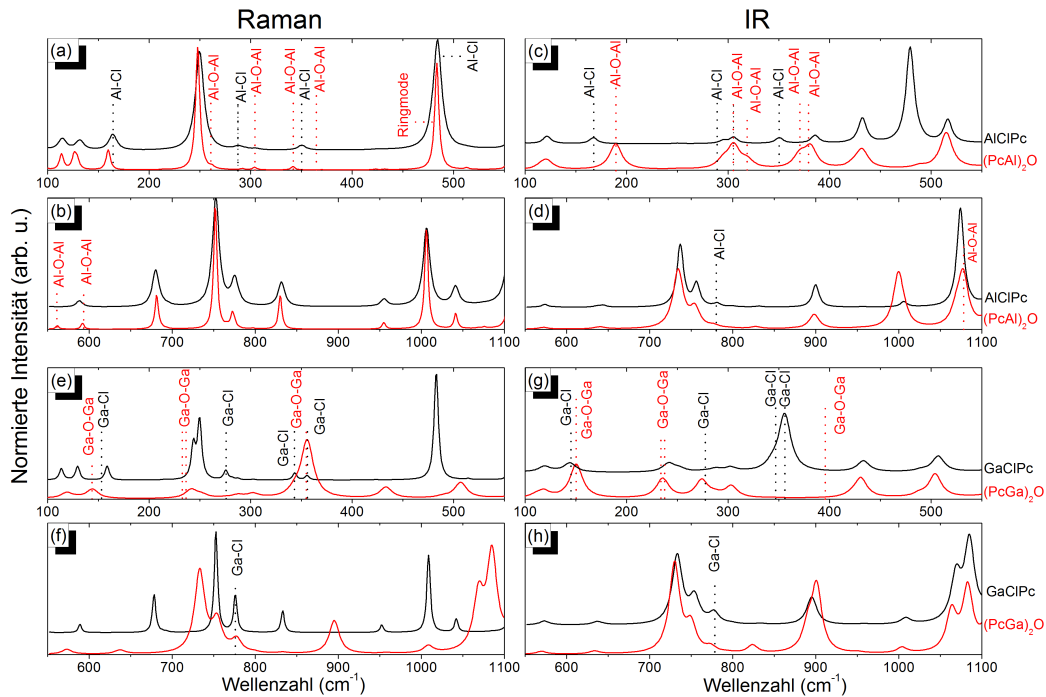 Raman
IR
Normierte Intensität (arb. u.)
(a)
Al-Cl
Al-O-Al
Al-Cl
Al-O-Al
Al-O-Al
Al-Cl
Al-O-Al
Ringmode
Al-Cl
100 200 300 400 500
(c)
Al-Cl
Al-O-Al
Al-Cl
Al-O-Al
Al-O-Al
Al-Cl
Al-O-Al
Al-O-Al
AlClPc
(PcAl)2O
100 200 300 400 500
(b)
Al-O-Al
Al-O-Al
600 700 800 900 1000 1100
(d)
Al-Cl
Al-O-Al
AlClPc
(PcAl)2O
600 700 800 900 1000 1100
(e)
Ga-O-Ga
Ga-Cl
Ga-O-Ga
Ga-Cl
Ga-Cl
Ga-O-Ga
Ga-Cl
100 200 300 400 500
(g)
Ga-Cl
Ga-O-Ga
Ga-O-Ga
Ga-Cl
Ga-Cl
Ga-Cl
Ga-O-Ga
GaClPc
(PcGa)2O
100 200 300 400 500
(f)
Ga-Cl
600 700 800 900 1000 1100
Wellenzahl (cm-1)
(h)
Ga-Cl
GaClPc
(PcGa)2O
600 700 800 900 1000 1100
Wellenzahl (cm-1)